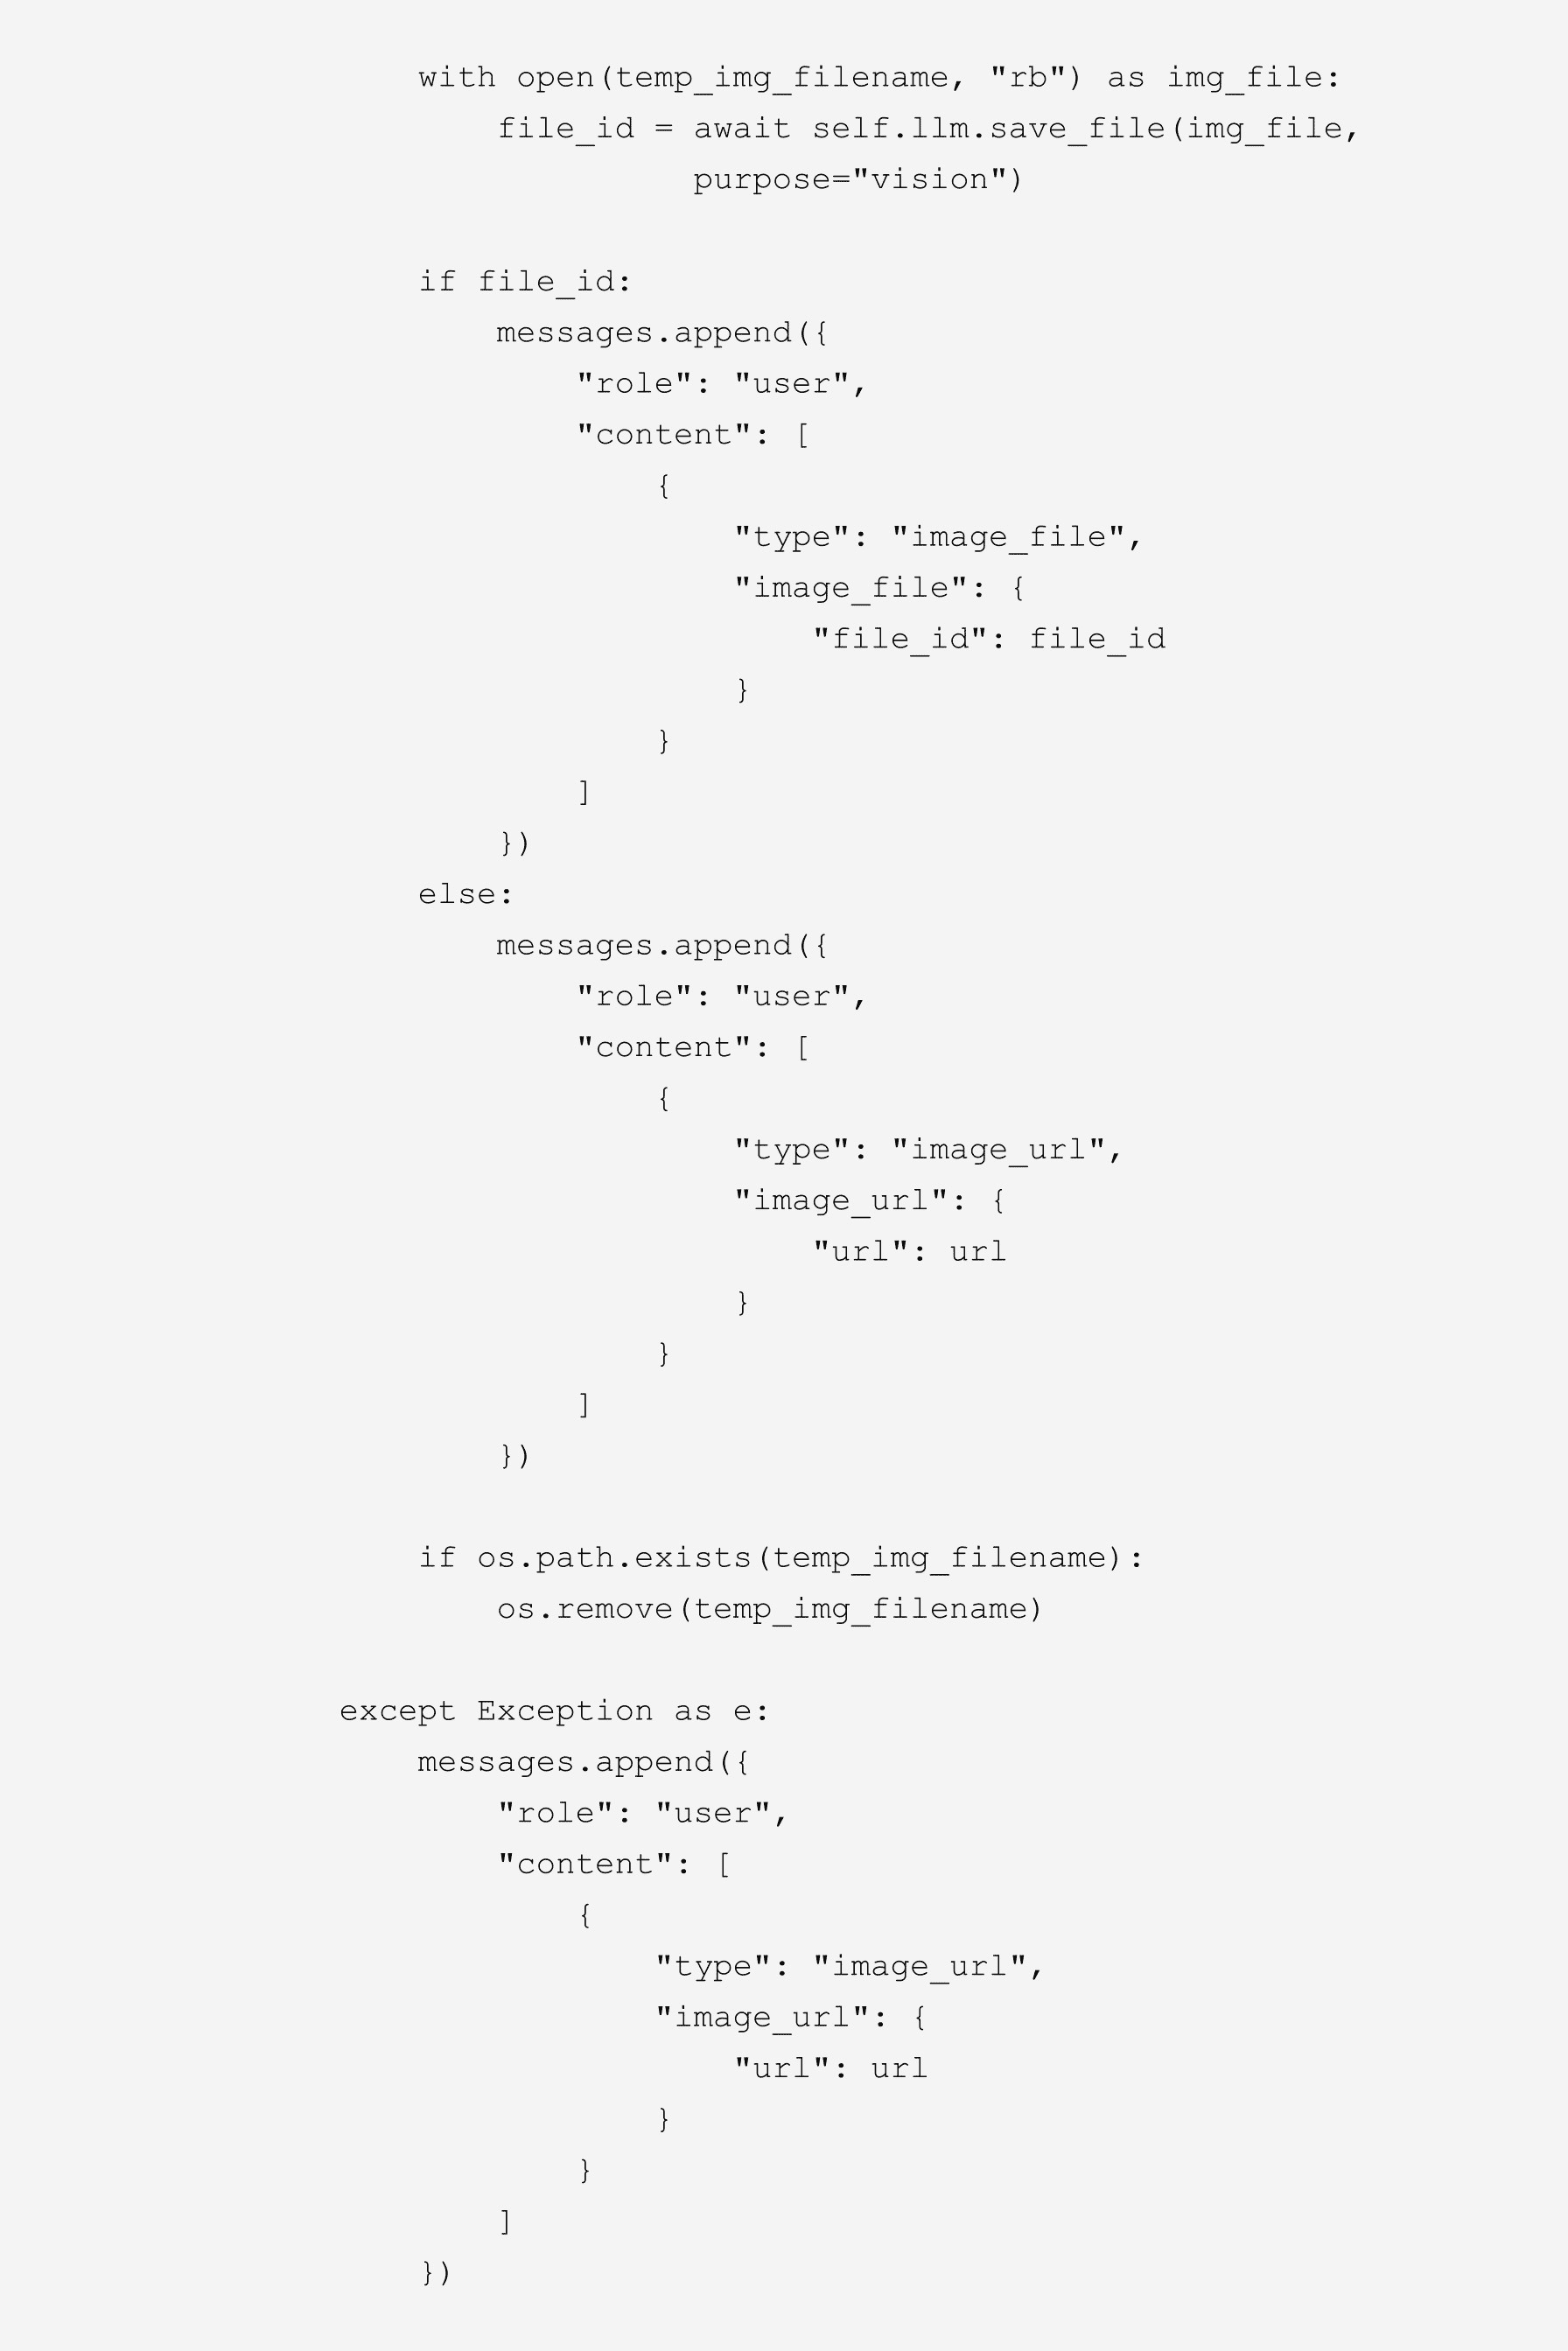 with open(temp_img_filename, "rb") as img_file:
    file_id = await self.llm.save_file(img_file,
              purpose="vision")

if file_id:
    messages.append({
        "role": "user",
        "content": [
            {
                "type": "image_file",
                "image_file": {
                    "file_id": file_id
                }
            }
        ]
    })
else:
    messages.append({
        "role": "user",
        "content": [
            {
                "type": "image_url",
                "image_url": {
                    "url": url
                }
            }
        ]
    })

if os.path.exists(temp_img_filename):
    os.remove(temp_img_filename)

except Exception as e:
    messages.append({
        "role": "user",
        "content": [
            {
                "type": "image_url",
                "image_url": {
                    "url": url
                }
            }
        ]
    })